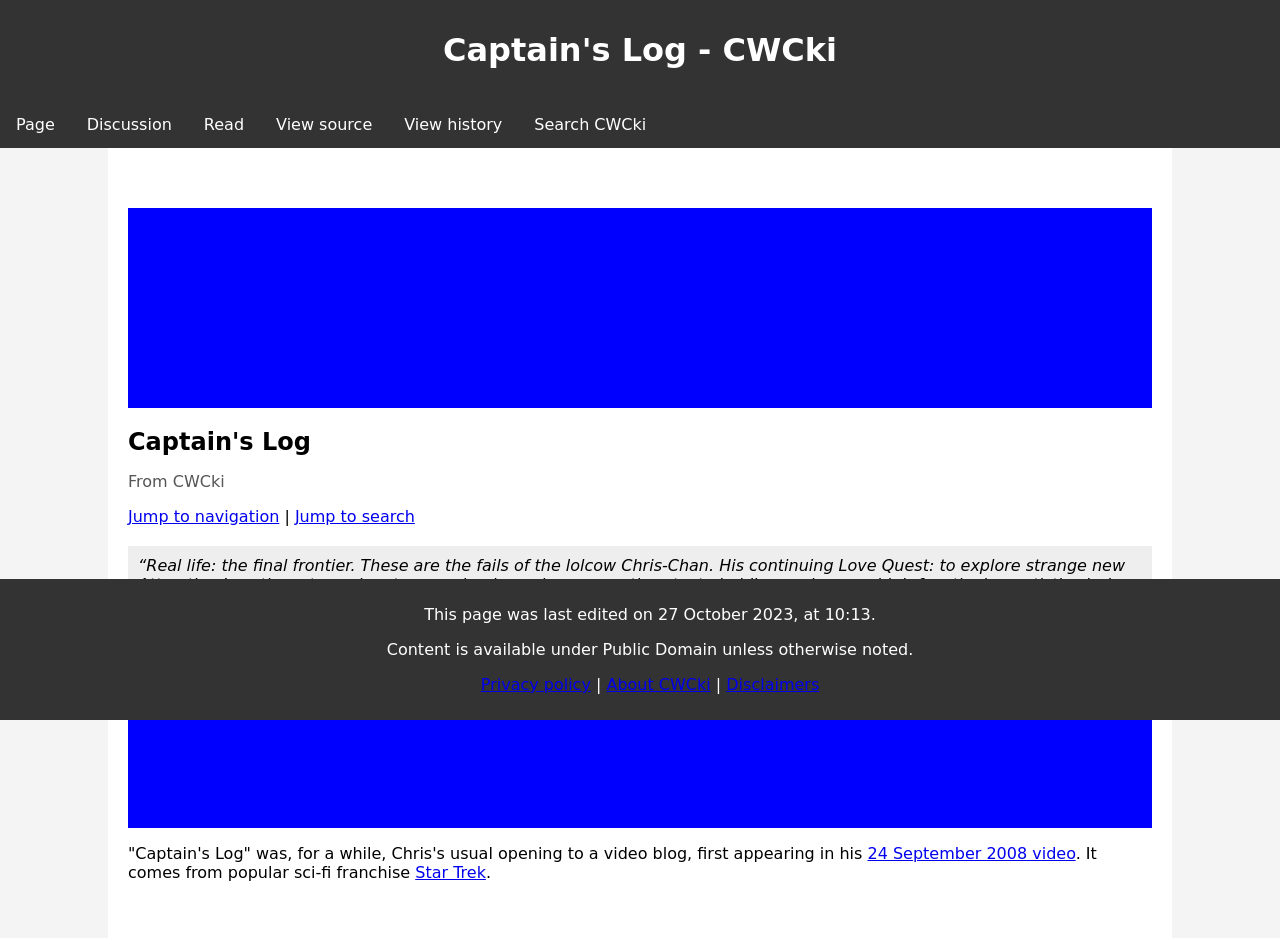 Captain's Log - CWCki
Page Discussion Read View source View history Search CWCki
Captain's Log
From CWCki
Jump to navigation | Jump to search
“Real life: the final frontier. These are the fails of the lolcow Chris-Chan. His continuing Love Quest: to explore strange new
This page was last edited on 27 October 2023, at 10:13.
Content is available under Public Domain unless otherwise noted.
Privacy policy | About CWCki | Disclaimers
"Captain's Log" was, for a while, Chris's usual opening to a video blog, first appearing in his 24 September 2008 video. It
comes from popular sci-fi franchise Star Trek.